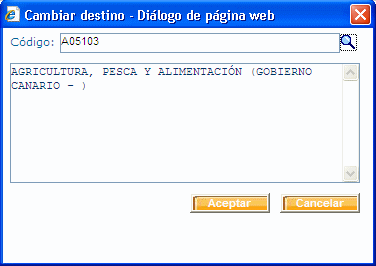 Cambiar destino - Diálogo de página web
Código: A05103
AGRICULTURA, PESCA Y ALIMENTACIÓN (GOBIERNO
CANARIO - )
Aceptar Cancelar